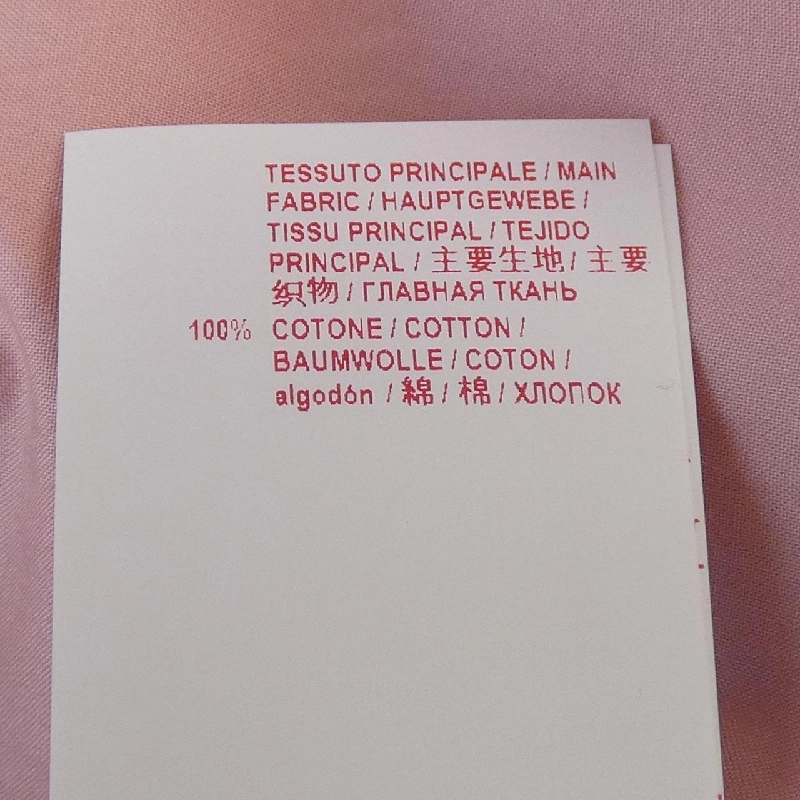 TESSUTO PRINCIPALE / MAIN
FABRIC / HAUPTGEWEBE /
TISSU PRINCIPAL / TEJIDO
PRINCIPAL / 主要生地 / 主要
织物 / ГЛАВНАЯ ТКАНЬ
100% COTONE / COTTON /
BAUMWOLLE / COTON /
algodón / 綿 / 棉 / ХЛОПОК